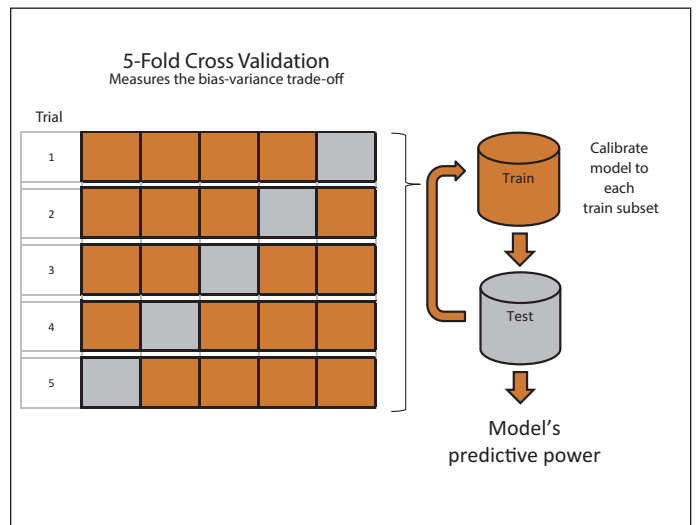 5-Fold Cross Validation
Measures the bias-variance trade-off
Trial
1
2
3
4
5
Train
Calibrate
model to
each
train subset
Test
Model's
predictive power